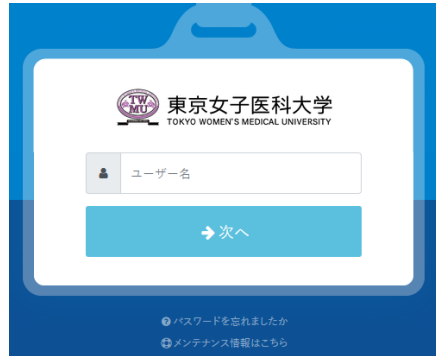 TWMU
東京女子医科大学
TOKYO WOMEN'S MEDICAL UNIVERSITY
ユーザー名
次へ
パスワードを忘れましたか
メンテナンス情報はこちら